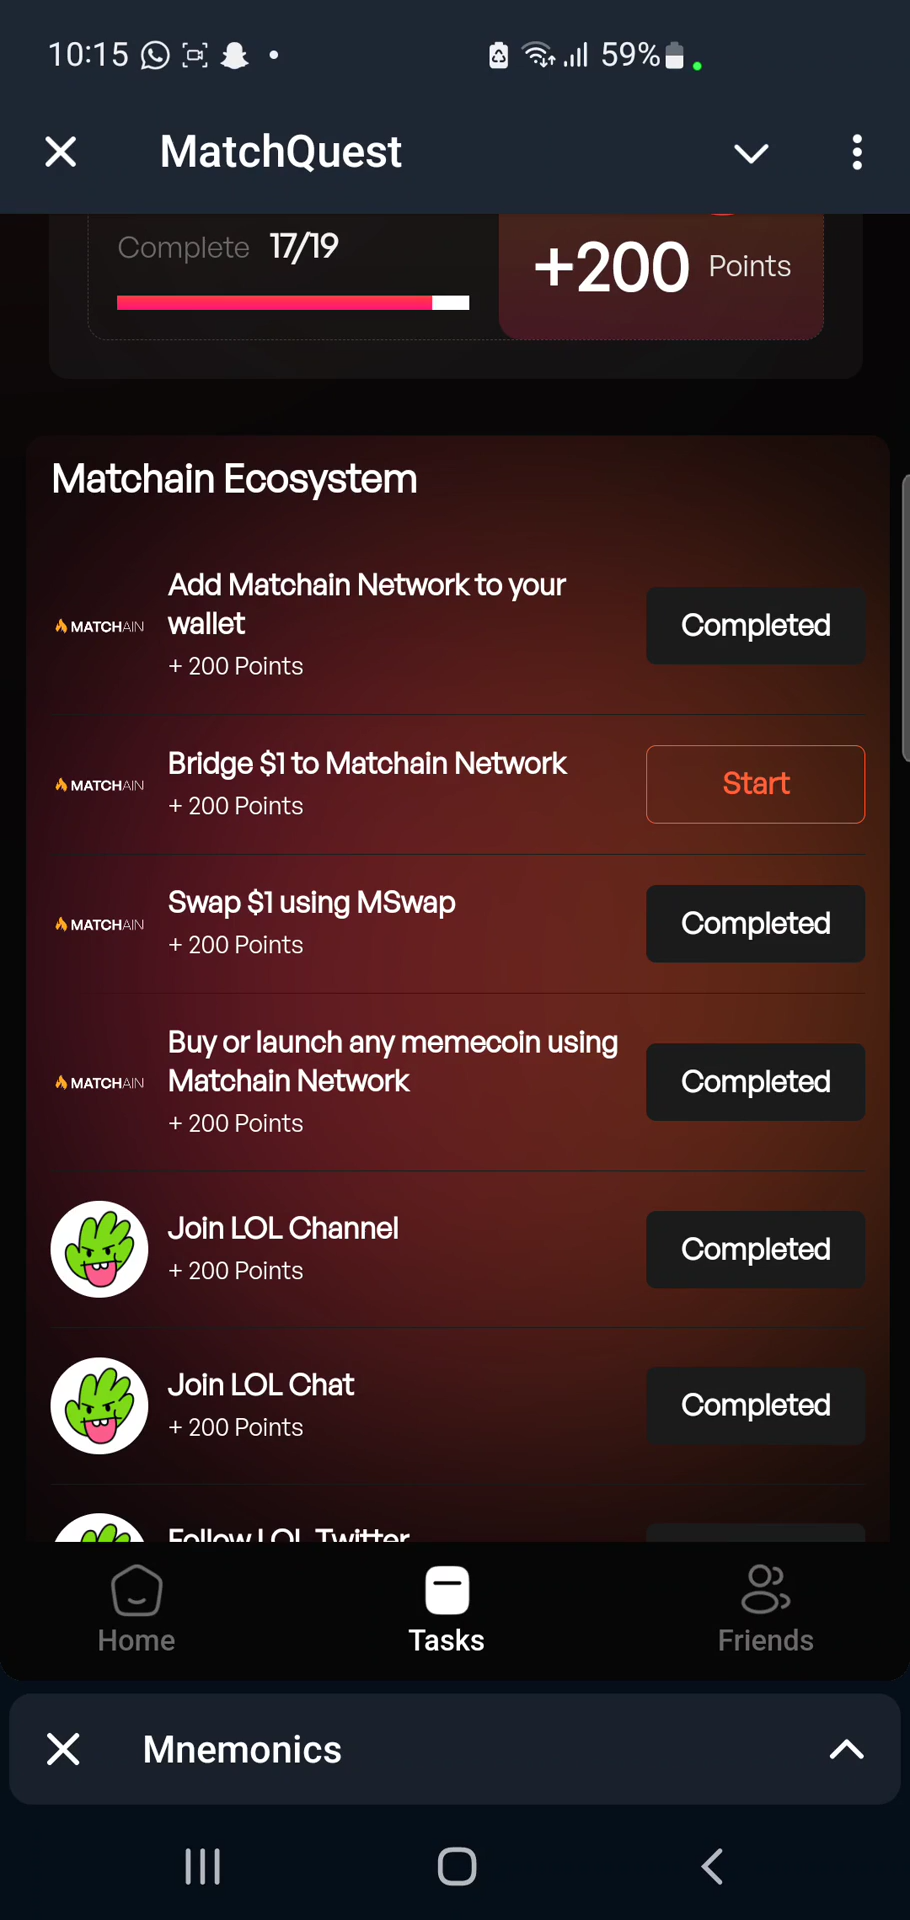 10:15 59%
MatchQuest
Complete 17/19
+200 Points
Matchain Ecosystem
Add Matchain Network to your
wallet
MATCHAIN
Completed
+ 200 Points
Bridge $1 to Matchain Network
MATCHAIN
Start
+ 200 Points
Swap $1 using MSwap
MATCHAIN
Completed
+ 200 Points
Buy or launch any memecoin using
Matchain Network
MATCHAIN
Completed
+ 200 Points
Join LOL Channel
Completed
+ 200 Points
Join LOL Chat
Completed
+ 200 Points
Follow LOL Twitter
Home
Tasks
Friends
Mnemonics